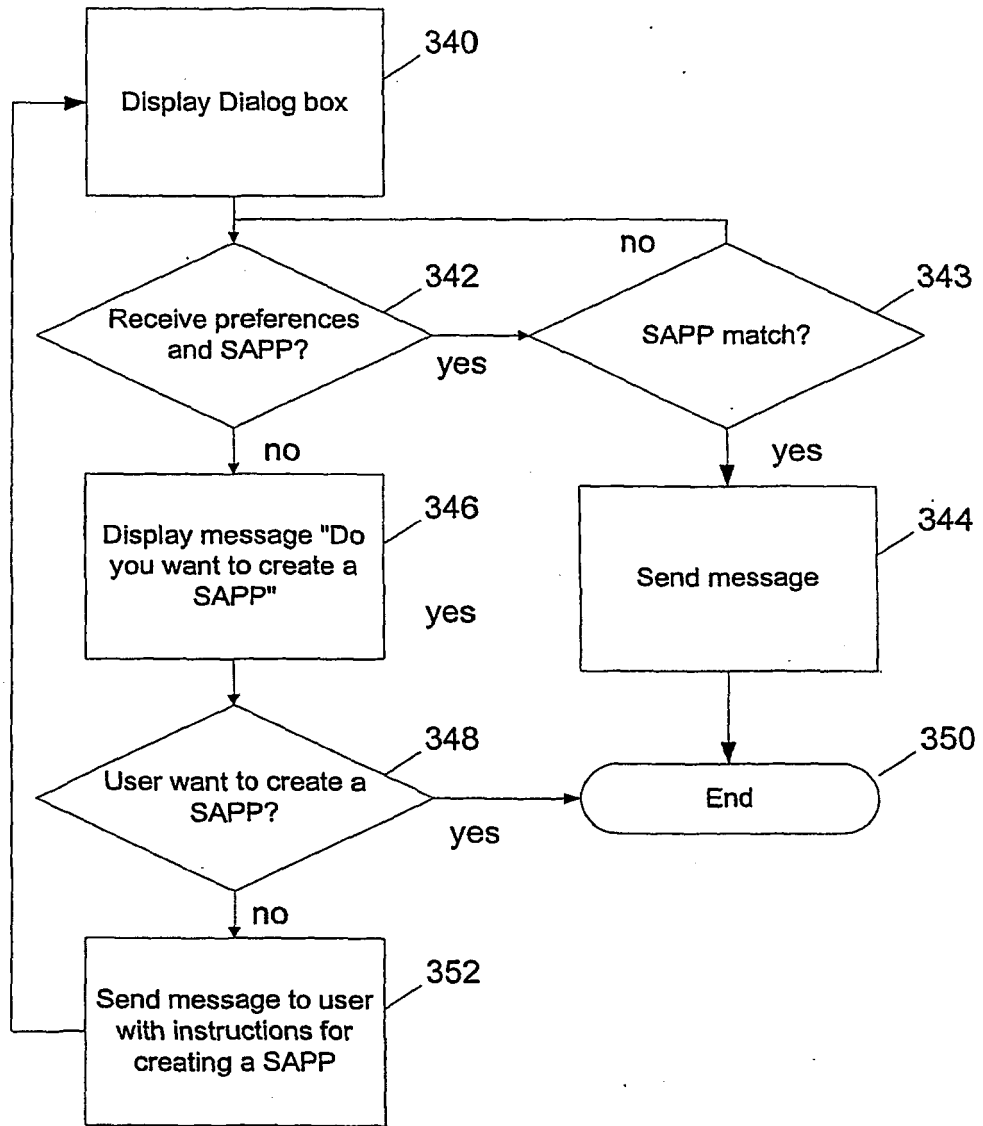 340
Display Dialog box
no
342
343
Receive preferences
and SAPP?
SAPP match?
yes
no
yes
346
344
Display message "Do
you want to create a
SAPP"
Send message
yes
348
350
User want to create a
SAPP?
End
yes
no
352
Send message to user
with instructions for
creating a SAPP